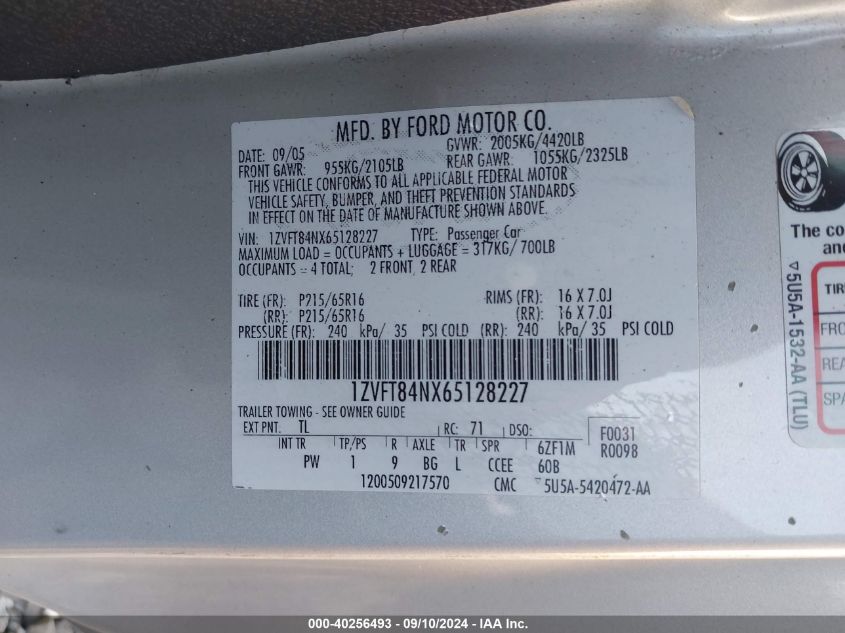 MFD. BY FORD MOTOR CO.
DATE: 09/05 GVWR: 2005KG/4420LB
FRONT GAWR: 955KG/2105LB REAR GAWR: 1055KG/2325LB
THIS VEHICLE CONFORMS TO ALL APPLICABLE FEDERAL MOTOR
VEHICLE SAFETY, BUMPER, AND THEFT PREVENTION STANDARDS
IN EFFECT ON THE DATE OF MANUFACTURE SHOWN ABOVE.
VIN: 1ZVFT84NX65128227 TYPE: Passenger Car
MAXIMUM LOAD = OCCUPANTS + LUGGAGE = 317KG/ 700LB
OCCUPANTS = 4 TOTAL; 2 FRONT, 2 REAR
TIRE (FR): P215/65R16 RIMS (FR): 16 X 7.0J
(RR): P215/65R16 (RR): 16 X 7.0J
PRESSURE (FR): 240 kPa/ 35 PSI COLD (RR): 240 kPa/ 35 PSI COLD
1ZVFT84NX65128227
TRAILER TOWING - SEE OWNER GUIDE
EXT PNT: TL RC: 71 DSO: F0031
INT TR TP/PS R AXLE TR SPR 6ZF1M R0098
PW 1 9 BG L CCEE 60B
1200509217570 CMC 5U5A-5420472-AA
The co
an
5U5A-1532-AA (TLU)
TIR
FRO
REA
SPA
000-40256493 - 09/10/2024 - IAA Inc.